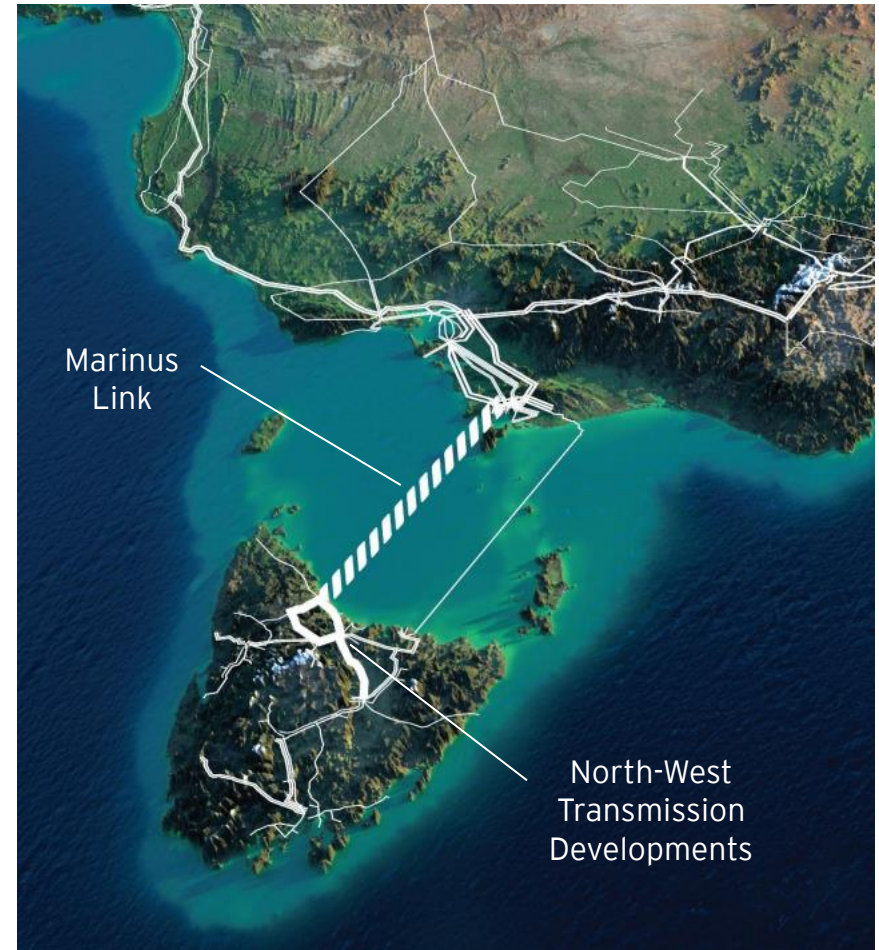 Marinus
Link
North-West
Transmission
Developments